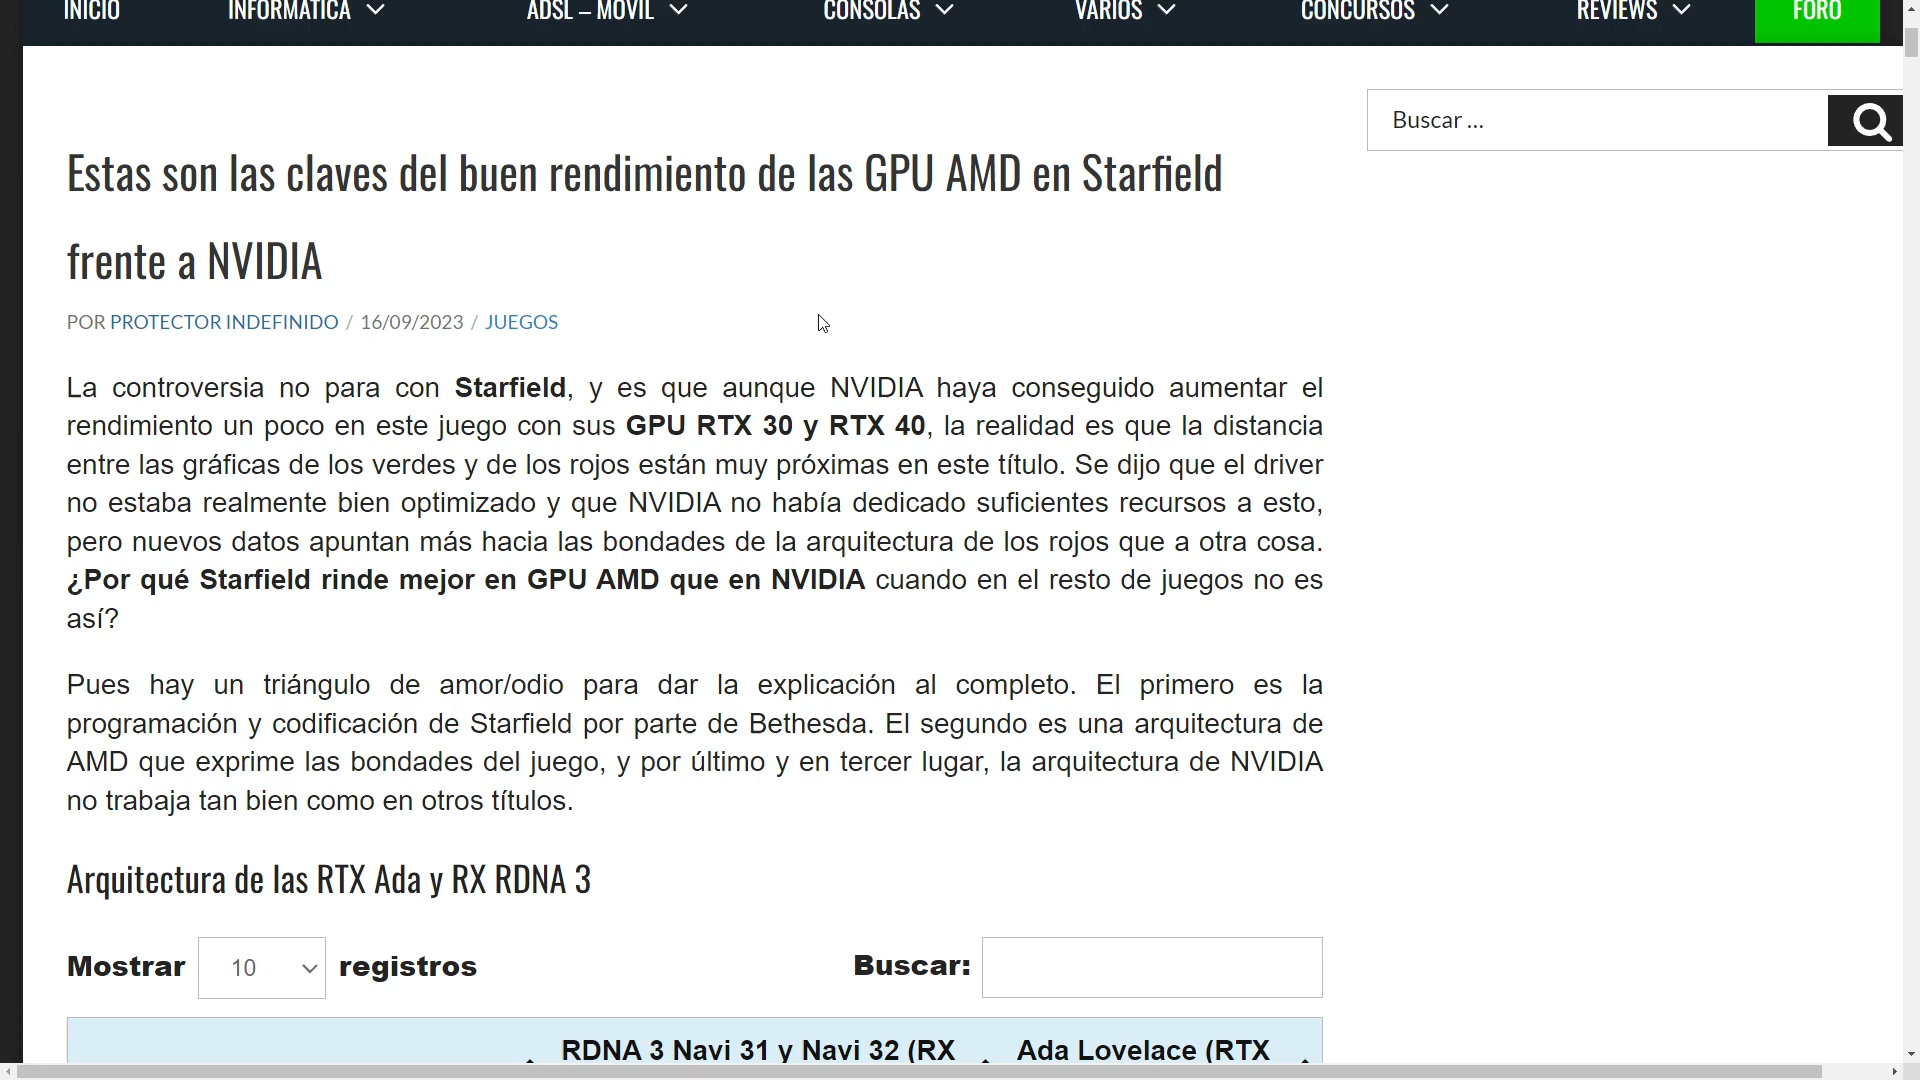 INICIO INFORMÁTICA ADSL – MÓVIL CONSOLAS VARIOS CONCURSOS REVIEWS FORO
Buscar ...
Estas son las claves del buen rendimiento de las GPU AMD en Starfield
frente a NVIDIA
POR PROTECTOR INDEFINIDO / 16/09/2023 / JUEGOS
La controversia no para con Starfield, y es que aunque NVIDIA haya conseguido aumentar el
rendimiento un poco en este juego con sus GPU RTX 30 y RTX 40, la realidad es que la distancia
entre las gráficas de los verdes y de los rojos están muy próximas en este título. Se dijo que el driver
no estaba realmente bien optimizado y que NVIDIA no había dedicado suficientes recursos a esto,
pero nuevos datos apuntan más hacia las bondades de la arquitectura de los rojos que a otra cosa.
¿Por qué Starfield rinde mejor en GPU AMD que en NVIDIA cuando en el resto de juegos no es
así?
Pues hay un triángulo de amor/odio para dar la explicación al completo. El primero es la
programación y codificación de Starfield por parte de Bethesda. El segundo es una arquitectura de
AMD que exprime las bondades del juego, y por último y en tercer lugar, la arquitectura de NVIDIA
no trabaja tan bien como en otros títulos.
Arquitectura de las RTX Ada y RX RDNA 3
Mostrar 10 registros Buscar:
RDNA 3 Navi 31 y Navi 32 (RX Ada Lovelace (RTX